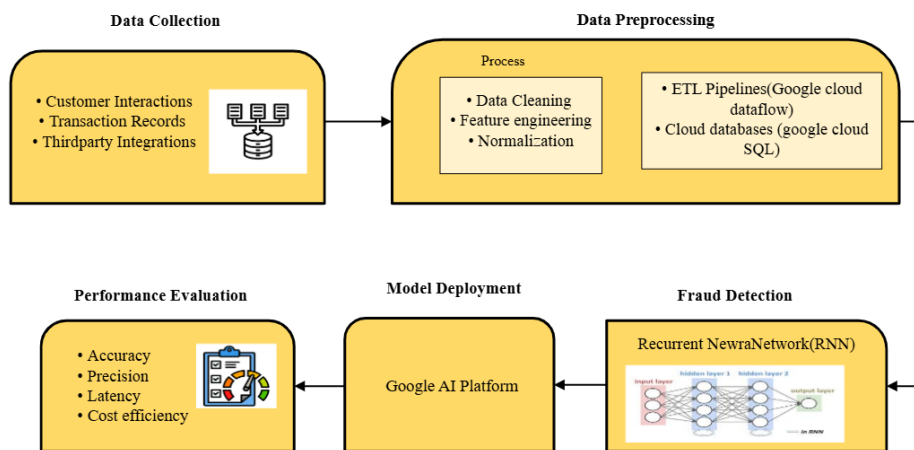 Data Collection
Data Preprocessing
• Customer Interactions
• Transaction Records
• Thirdparty Integrations
Process
• Data Cleaning
• Feature engineering
• Normalization
• ETL Pipelines(Google cloud
dataflow)
• Cloud databases (google cloud
SQL)
Performance Evaluation
Model Deployment
Fraud Detection
• Accuracy
• Precision
• Latency
• Cost efficiency
Google AI Platform
Recurrent NewraNetwork(RNN)
hidden layer 1 hidden layer 2
input layer
output layer
in RNN